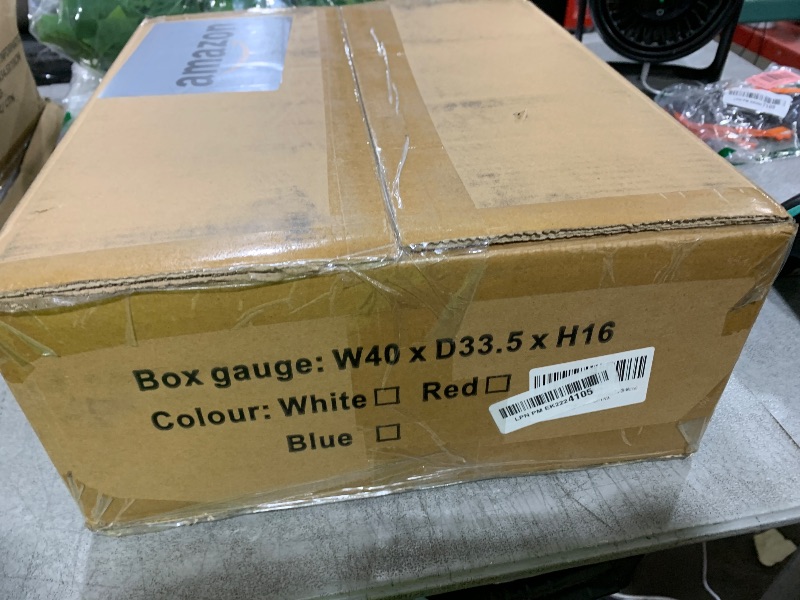 amazon
Box gauge: W40 x D33.5 x H16
Colour: White Red
Blue
LPN PM EK2224105